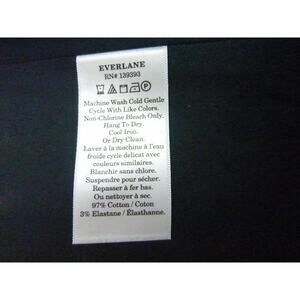 EVERLANE
RN# 139393
Machine Wash Cold Gentle
Cycle With Like Colors.
Non-Chlorine Bleach Only.
Hang To Dry.
Cool Iron.
Or Dry Clean.
Laver à la machine à l'eau
froide cycle delicat avec
couleurs similaires.
Blanchir sans chlore.
Suspendre pour sécher.
Repasser à fer bas.
Ou nettoyer à sec.
97% Cotton / Coton
3% Elastane / Élasthanne.